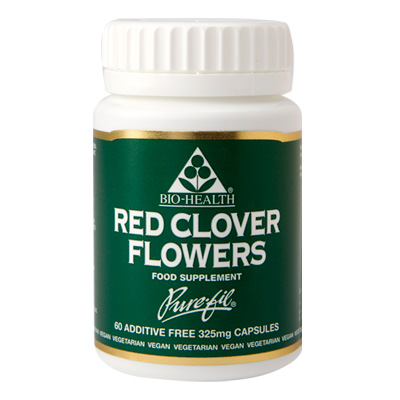 BIO-HEALTH®
RED CLOVER
FLOWERS
FOOD SUPPLEMENT
Pure-fil®
60 ADDITIVE FREE 325mg CAPSULES
VEGAN VEGETARIAN VEGAN VEGETARIAN VEGAN VEGETARIAN